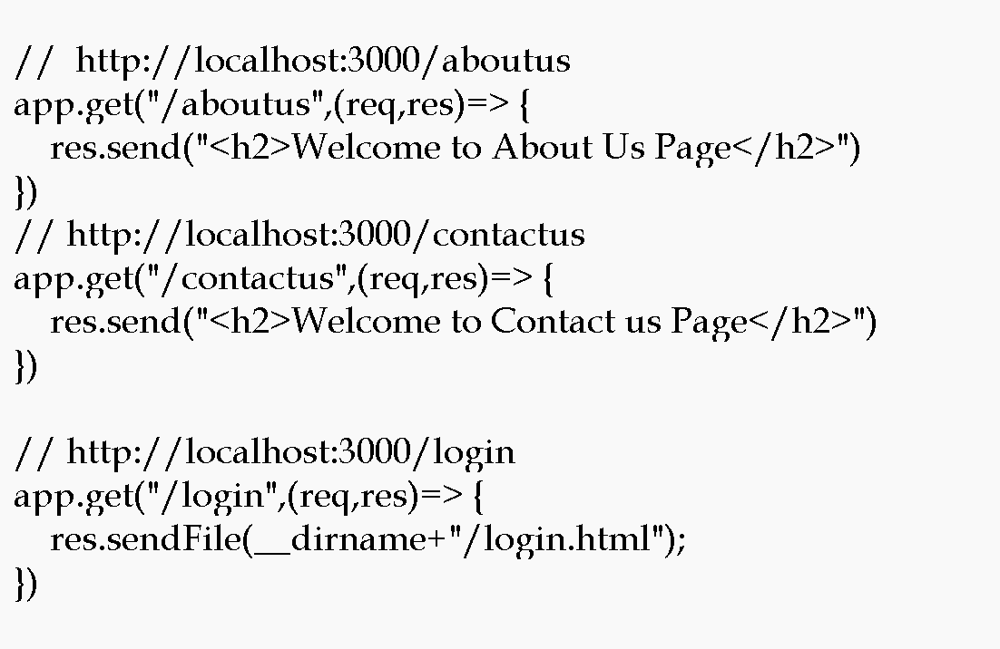 //  http://localhost:3000/aboutus
app.get("/aboutus",(req,res)=> {
    res.send("<h2>Welcome to About Us Page</h2>")
})
// http://localhost:3000/contactus
app.get("/contactus",(req,res)=> {
    res.send("<h2>Welcome to Contact us Page</h2>")
})
// http://localhost:3000/login
app.get("/login",(req,res)=> {
    res.sendFile(__dirname+"/login.html");
})